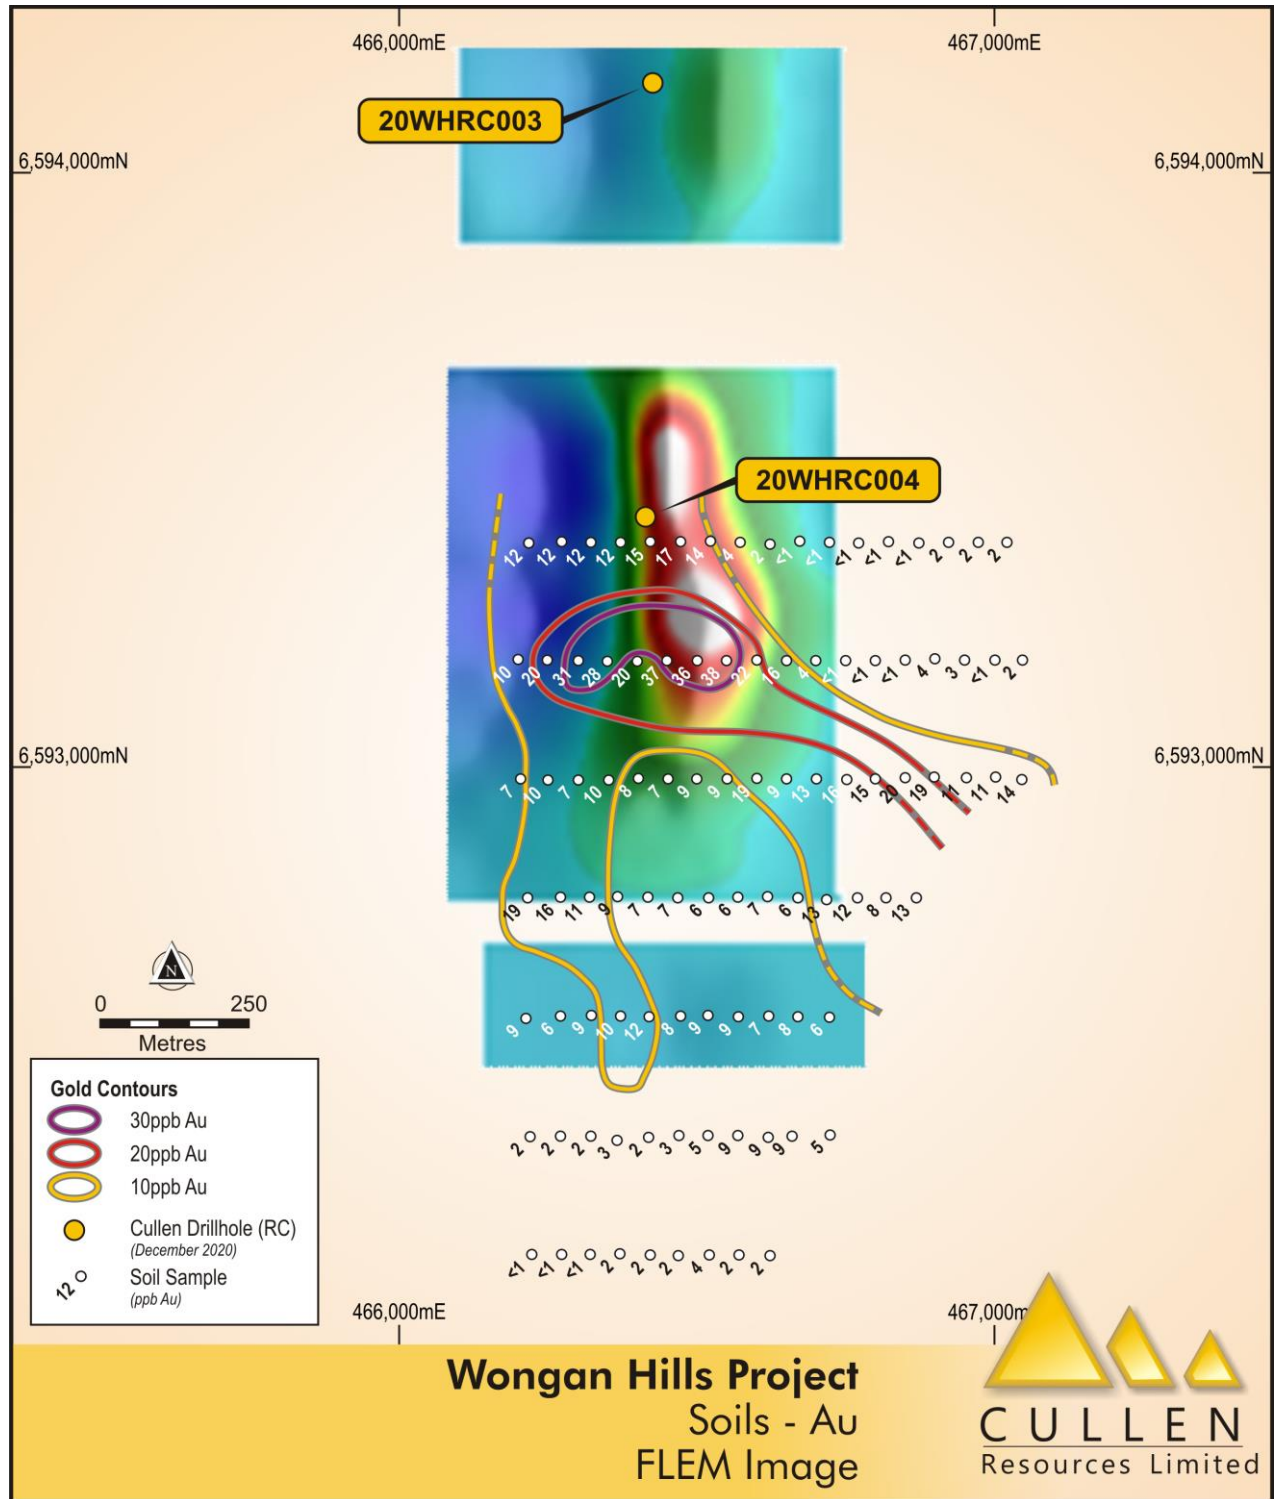 466,000mE 467,000mE
20WHRC003
6,594,000mN 6,594,000mN
20WHRC004
12 12 12 12 15 17 14 4 2 <1 <1 <1 <1 <1 2 2 2
10 20 31 28 20 37 36 38 22 16 4 <1 <1 <1 4 3 <1 2
6,593,000mN 6,593,000mN
7 10 7 10 8 7 9 9 19 9 13 16 15 20 19 11 11 14
19 16 11 9 7 7 6 6 7 6 13 12 8 13
N
0 250
Metres
9 6 9 10 12 8 9 9 7 8 6
Gold Contours
30ppb Au
20ppb Au
10ppb Au
Cullen Drillhole (RC)
(December 2020)
12 Soil Sample
(ppb Au)
2 2 2 3 2 3 5 9 9 9 5
<1 <1 <1 2 2 2 4 2 2
466,000mE 467,000m
Wongan Hills Project
Soils - Au
FLEM Image
CULLEN
Resources Limited